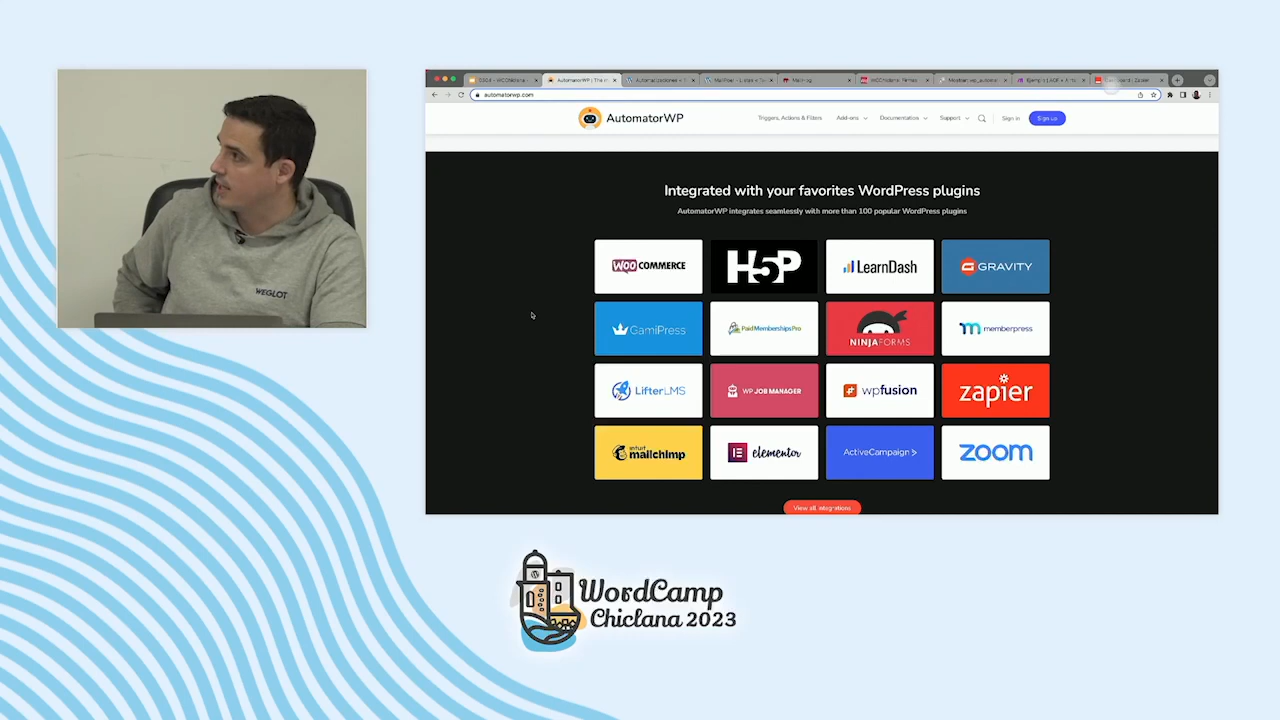 WEGLOT
automatorwp.com
AutomatorWP
Triggers, Actions & Filters
Add-ons
Documentation
Support
Sign in
Sign up
Integrated with your favorites WordPress plugins
AutomatorWP integrates seamlessly with more than 100 popular WordPress plugins
WOO COMMERCE
H5P
LearnDash
GRAVITY
GamiPress
Paid Memberships Pro
NINJA FORMS
memberpress
LifterLMS
WP JOB MANAGER
wpfusion
zapier
intuit
mailchimp
elementor
ActiveCampaign >
zoom
View all integrations
WordCamp
Chiclana 2023